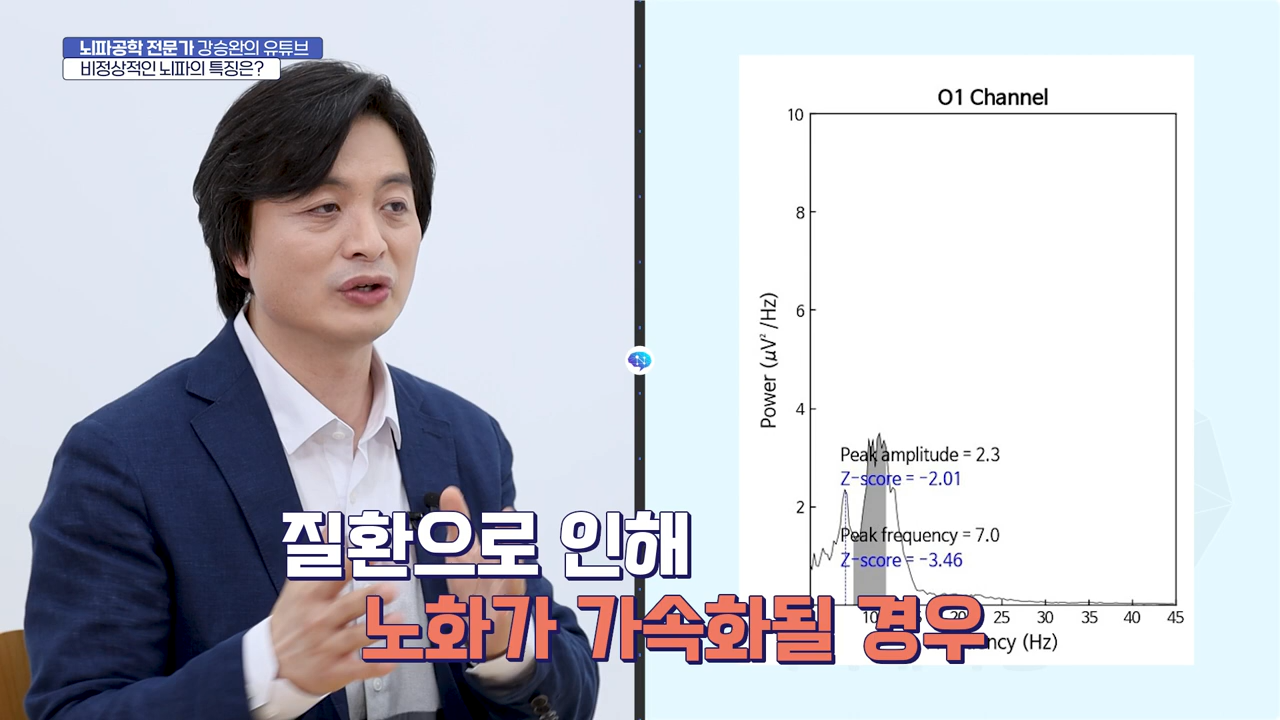 뇌파공학 전문가 강승완의 유튜브
비정상적인 뇌파의 특징은?
O1 Channel
10
8
6
4
2
Power (μV² /Hz)
Peak amplitude = 2.3
Z-score = -2.01
Peak frequency = 7.0
Z-score = -3.46
10 20 25 30 35 40 45
(Hz)
질환으로 인해
노화가 가속화될 경우